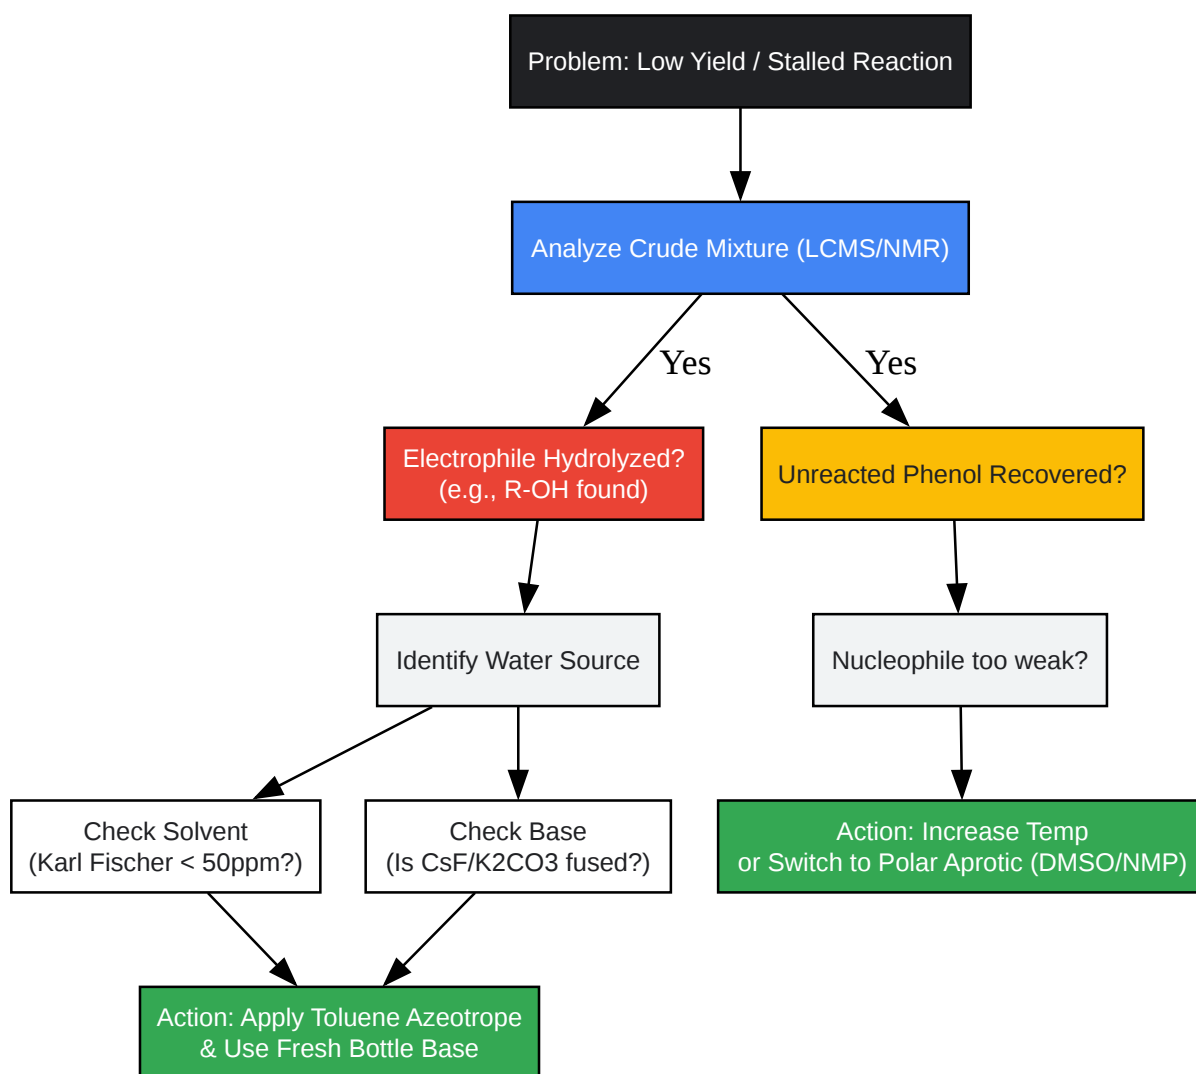 Problem: Low Yield / Stalled Reaction
Analyze Crude Mixture (LCMS/NMR)
Yes
Yes
Electrophile Hydrolyzed?
(e.g., R-OH found)
Unreacted Phenol Recovered?
Identify Water Source
Nucleophile too weak?
Check Solvent
(Karl Fischer < 50ppm?)
Check Base
(Is CsF/K2CO3 fused?)
Action: Increase Temp
or Switch to Polar Aprotic (DMSO/NMP)
Action: Apply Toluene Azeotrope
& Use Fresh Bottle Base